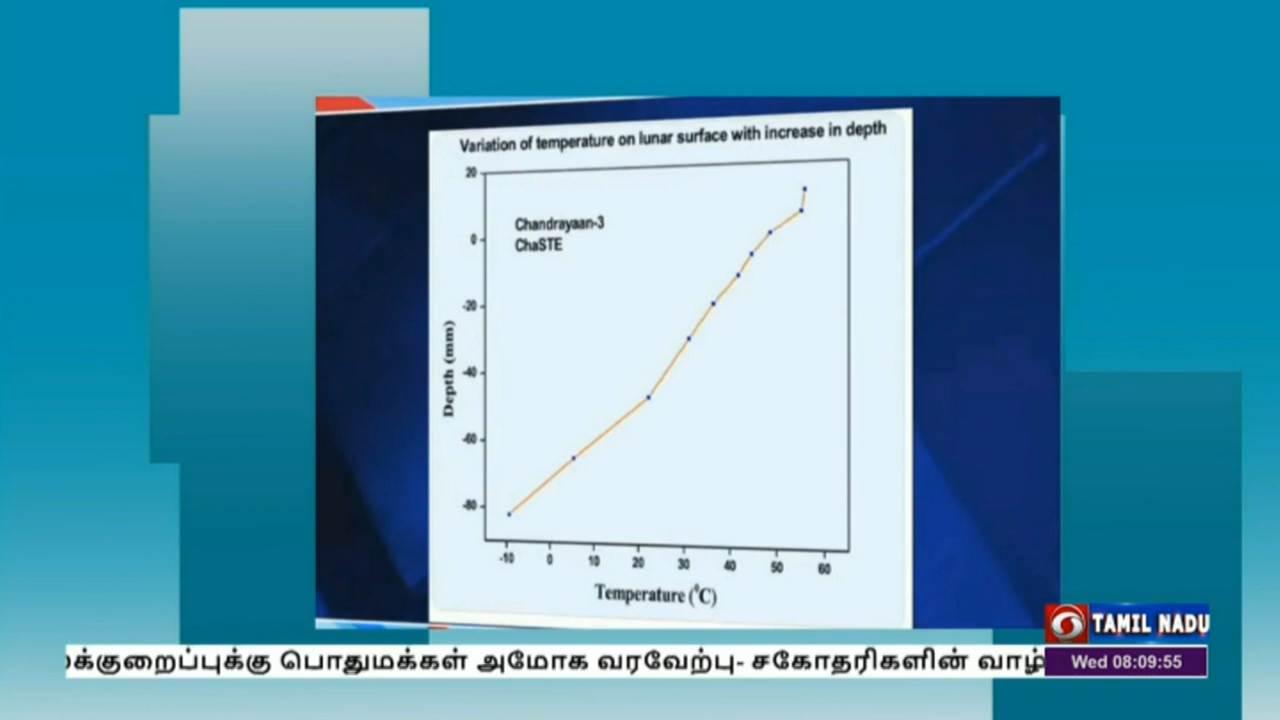 Variation of temperature on lunar surface with increase in depth
Chandrayaan-3
ChaSTE
20
0
-20
-40
-60
-80
Depth (mm)
-10 0 10 20 30 40 50 60
Temperature (⁰C)
TAMIL NADU
க்குறைப்புக்கு பொதுமக்கள் அமோக வரவேற்பு- சகோதரிகளின் வாழ்
Wed 08:09:55